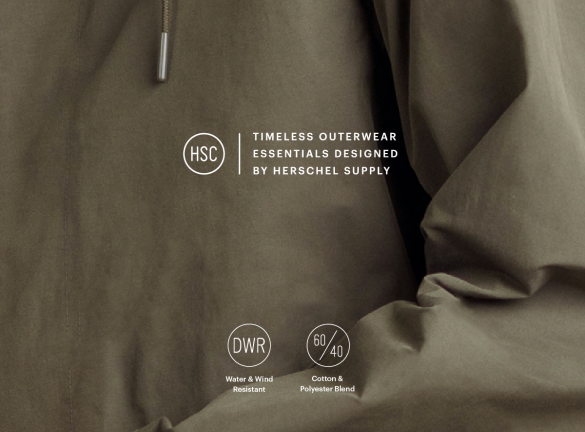 HSC
TIMELESS OUTERWEAR
ESSENTIALS DESIGNED
BY HERSCHEL SUPPLY
DWR
Water & Wind
Resistant
60/40
Cotton &
Polyester Blend